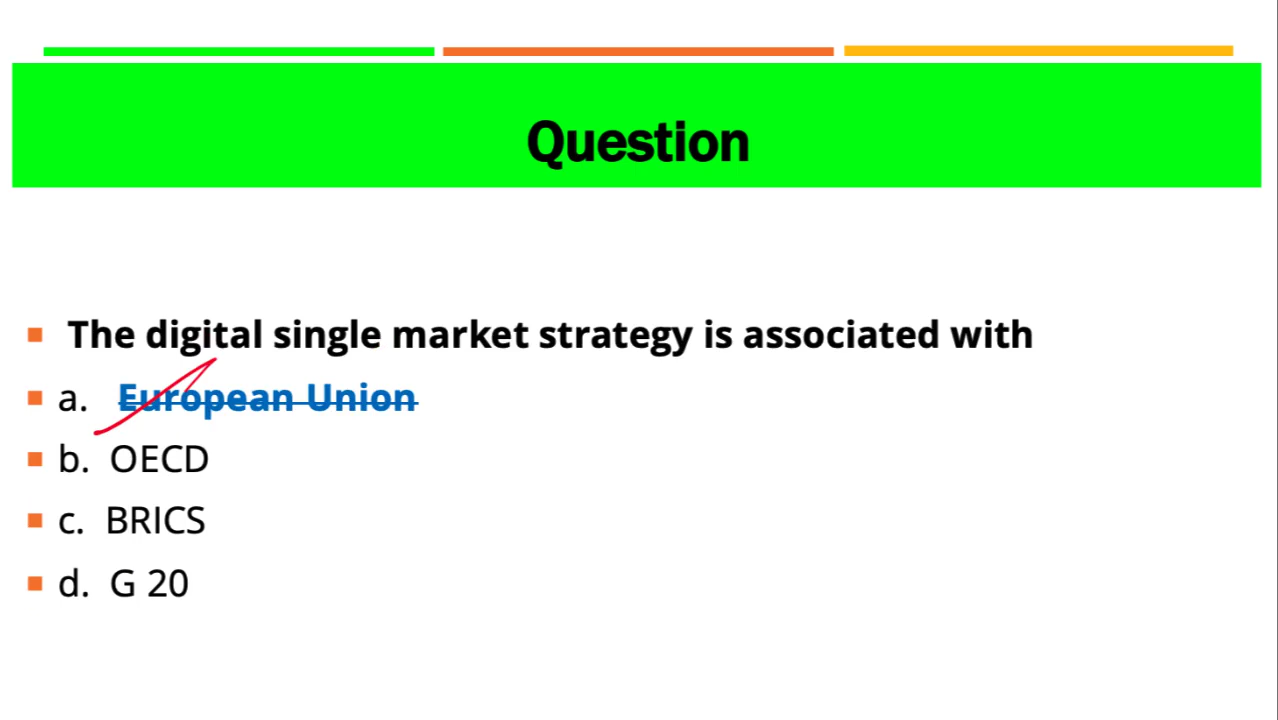 Question
The digital single market strategy is associated with
a. European Union
b. OECD
c. BRICS
d. G 20